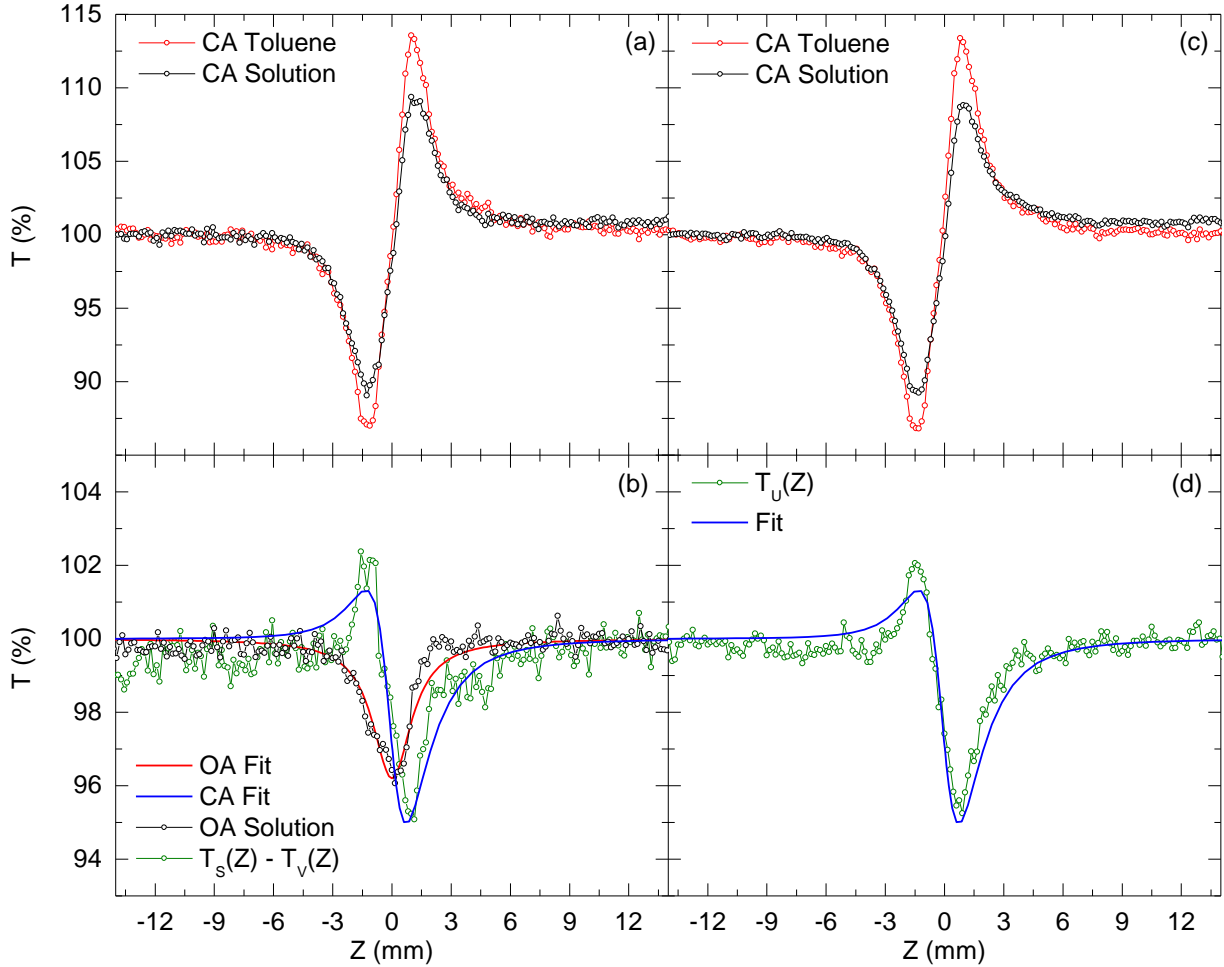 115
110
105
100
95
90
T (%)
CA Toluene
CA Solution
(a)
CA Toluene
CA Solution
(c)
104
102
100
98
96
94
T (%)
(b)
OA Fit
CA Fit
OA Solution
T_S(Z) - T_V(Z)
T_U(Z)
Fit
(d)
-12 -9 -6 -3 0 3 6 9 12
Z (mm)
-12 -9 -6 -3 0 3 6 9 12
Z (mm)